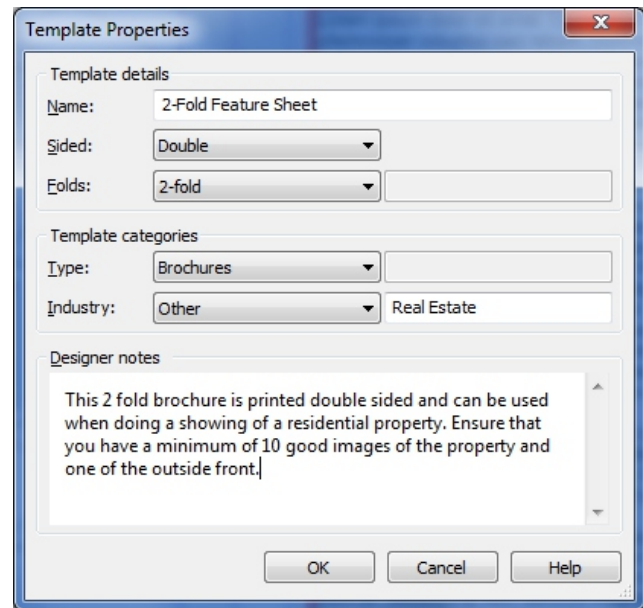 Template Properties
Template details
Name: 2-Fold Feature Sheet
Sided: Double
Folds: 2-fold
Template categories
Type: Brochures
Industry: Other Real Estate
Designer notes
This 2 fold brochure is printed double sided and can be used
when doing a showing of a residential property. Ensure that
you have a minimum of 10 good images of the property and
one of the outside front.
OK Cancel Help